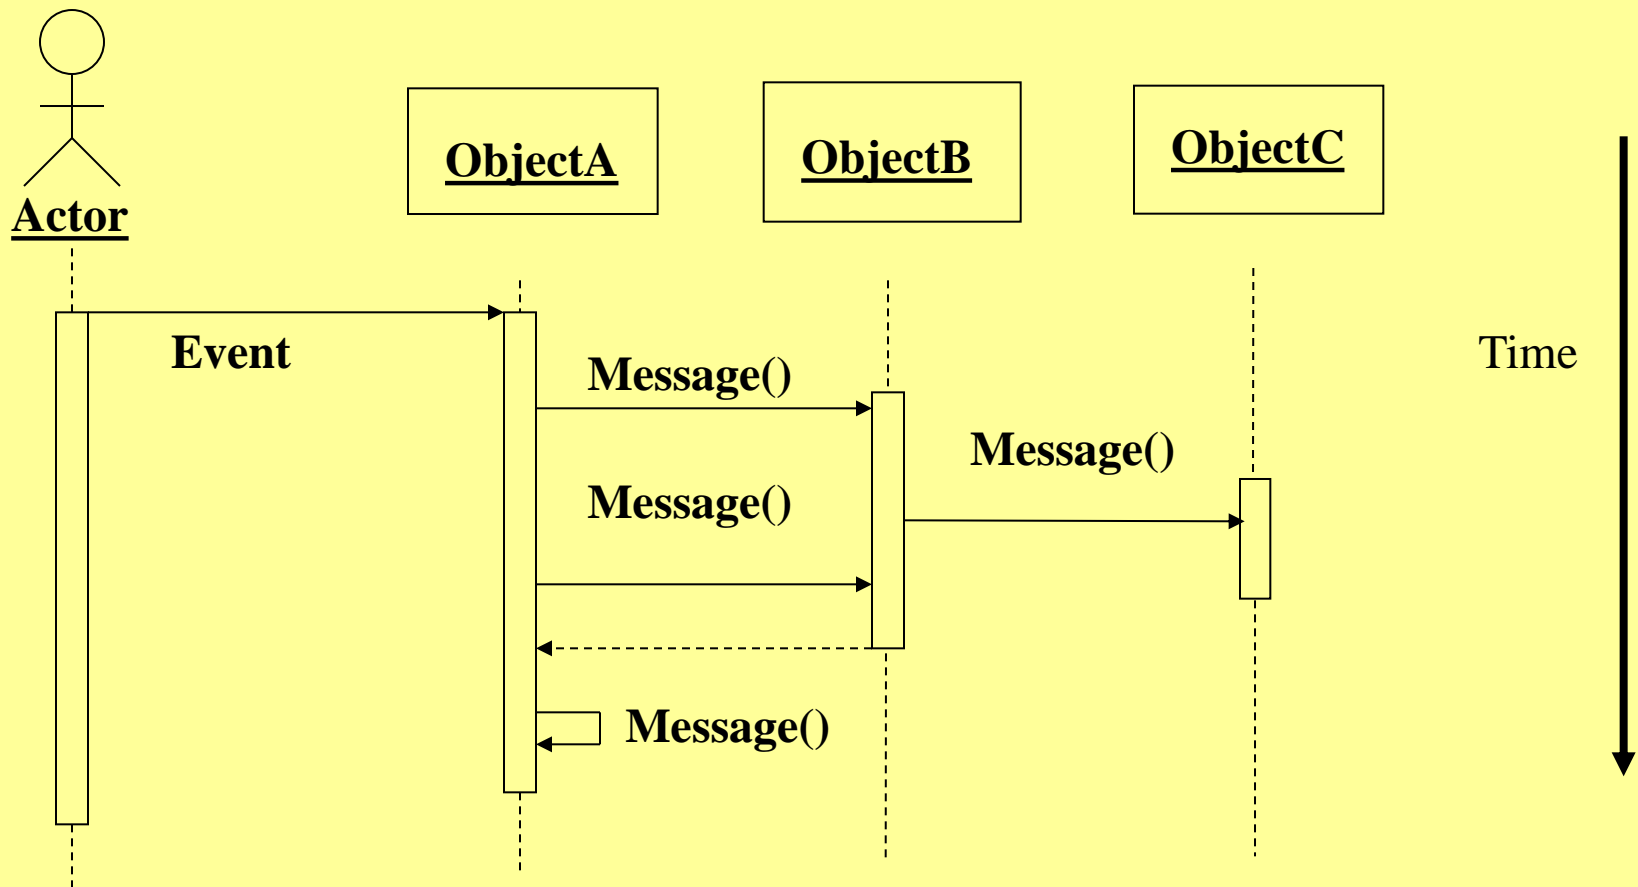 ObjectA
ObjectB
ObjectC
Actor
Event
Time
Message()
Message()
Message()
Message()